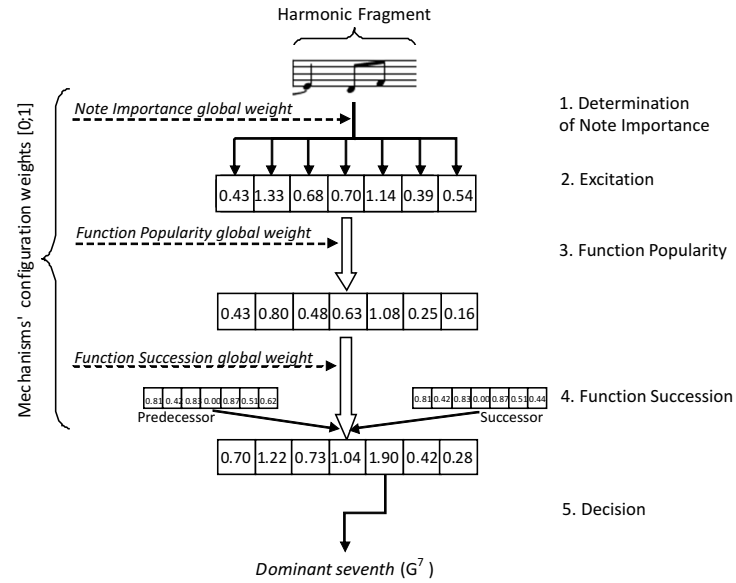 Harmonic Fragment
Mechanisms' configuration weights [0;1]
Note Importance global weight
1. Determination
of Note Importance
0.43 1.33 0.68 0.70 1.14 0.39 0.54
2. Excitation
Function Popularity global weight
3. Function Popularity
0.43 0.80 0.48 0.63 1.08 0.25 0.16
Function Succession global weight
0.81 0.42 0.83 0.00 0.87 0.51 0.62
Predecessor
0.81 0.42 0.83 0.00 0.87 0.51 0.44
Successor
4. Function Succession
0.70 1.22 0.73 1.04 1.90 0.42 0.28
5. Decision
Dominant seventh (G⁷ )